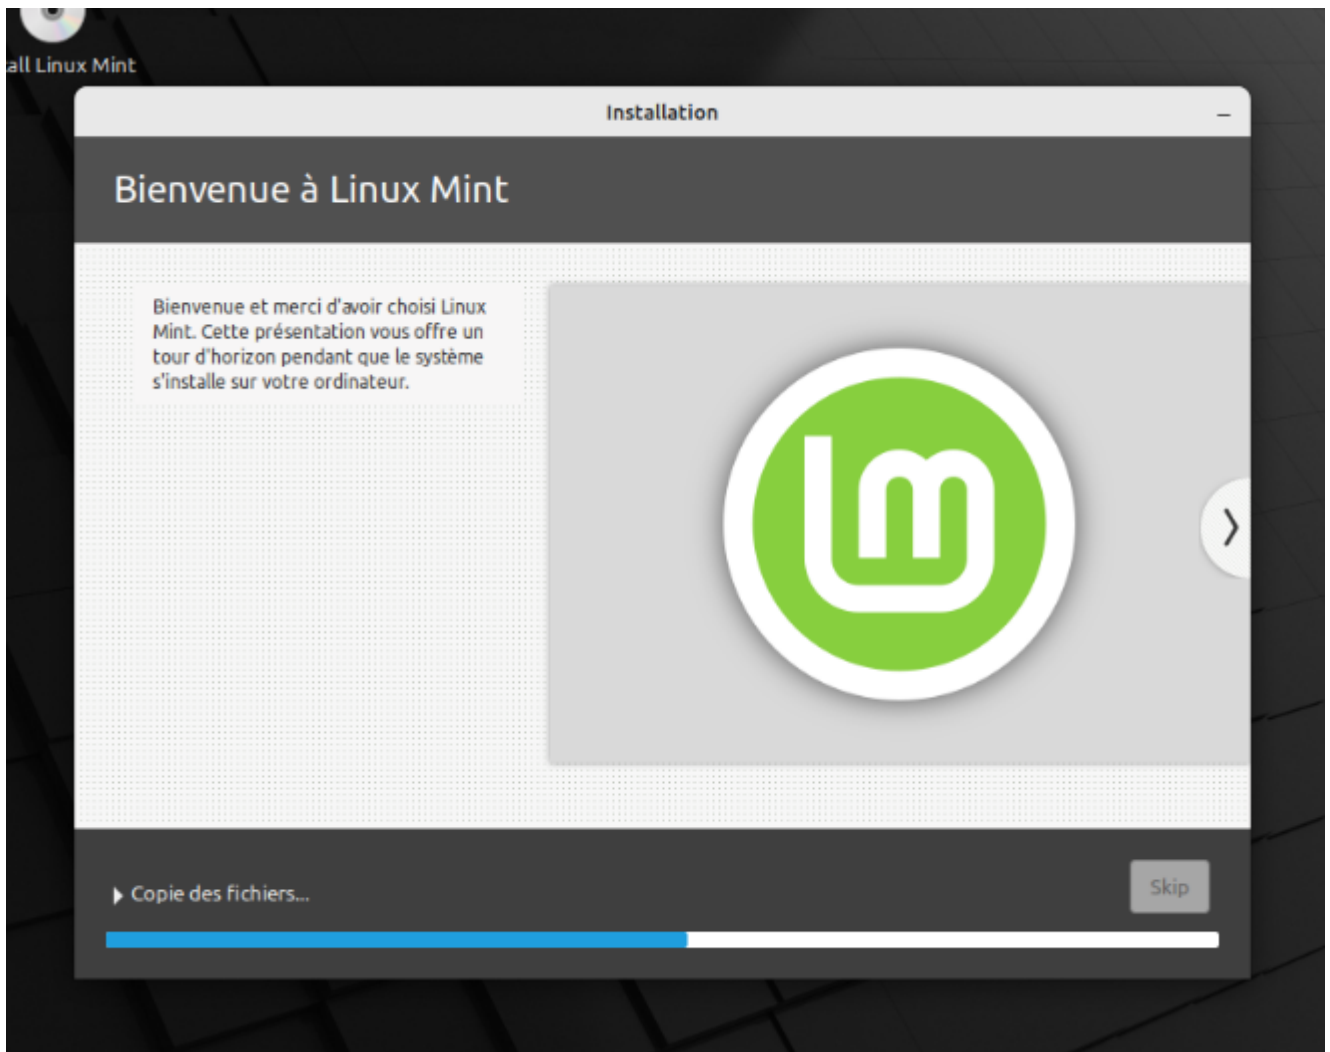 all Linux Mint
Installation
Bienvenue à Linux Mint
Bienvenue et merci d'avoir choisi Linux
Mint. Cette présentation vous offre un
tour d'horizon pendant que le système
s'installe sur votre ordinateur.
Copie des fichiers...
Skip